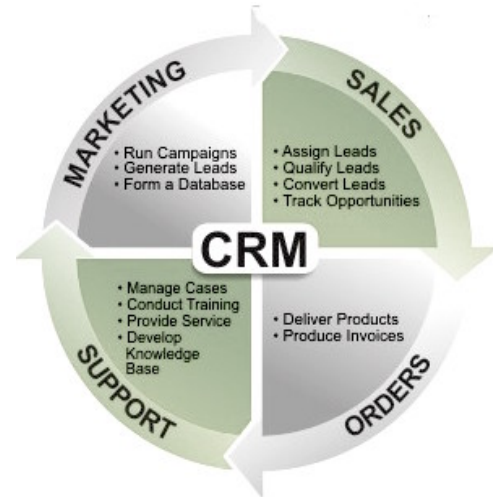 MARKETING
• Run Campaigns
• Generate Leads
• Form a Database
SALES
• Assign Leads
• Qualify Leads
• Convert Leads
• Track Opportunities
CRM
• Manage Cases
• Conduct Training
• Provide Service
• Develop
Knowledge
Base
SUPPORT
• Deliver Products
• Produce Invoices
ORDERS